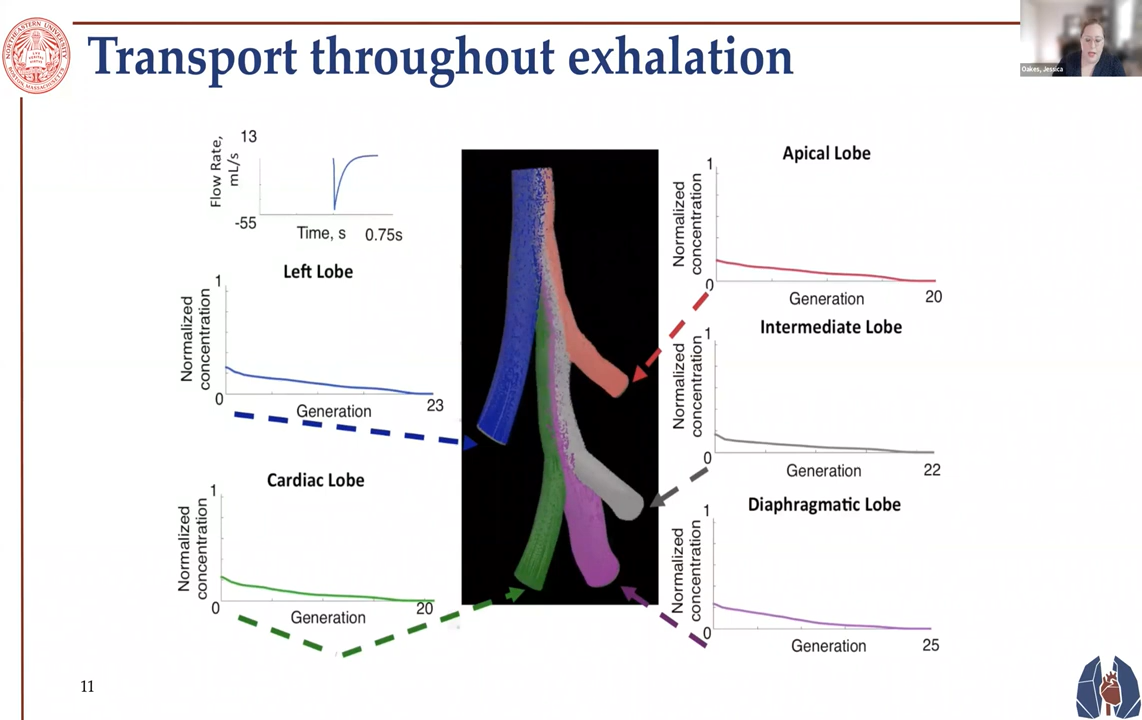 Transport throughout exhalation
Oakes, Jessica
NORTHEASTERN UNIVERSITY
Flow Rate,
mL/s
13
-55
Time, s
0.75s
Left Lobe
Normalized
concentration
1
0
Generation
23
Cardiac Lobe
Normalized
concentration
1
0
Generation
20
Apical Lobe
Normalized
concentration
1
0
Generation
20
Intermediate Lobe
Normalized
concentration
1
0
Generation
22
Diaphragmatic Lobe
Normalized
concentration
1
0
Generation
25
11